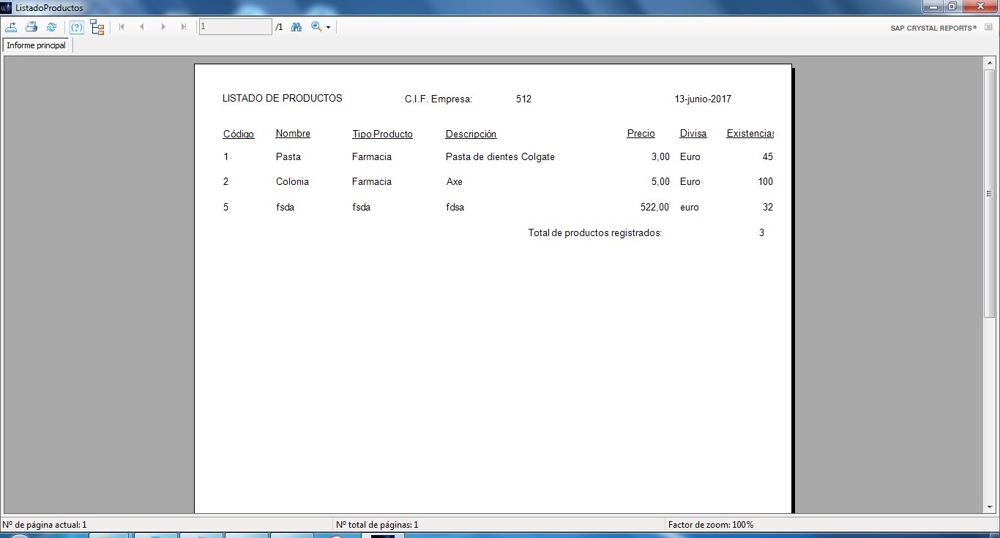 ListadoProductos
1 /1 SAP CRYSTAL REPORTS®
Informe principal
LISTADO DE PRODUCTOS C.I.F. Empresa: 512 13-junio-2017
Código Nombre Tipo Producto Descripción Precio Divisa Existencias
1 Pasta Farmacia Pasta de dientes Colgate 3,00 Euro 45
2 Colonia Farmacia Axe 5,00 Euro 100
5 fsda fsda fdsa 522,00 euro 32
Total de productos registrados: 3
Nº de página actual: 1 Nº total de páginas: 1 Factor de zoom: 100%